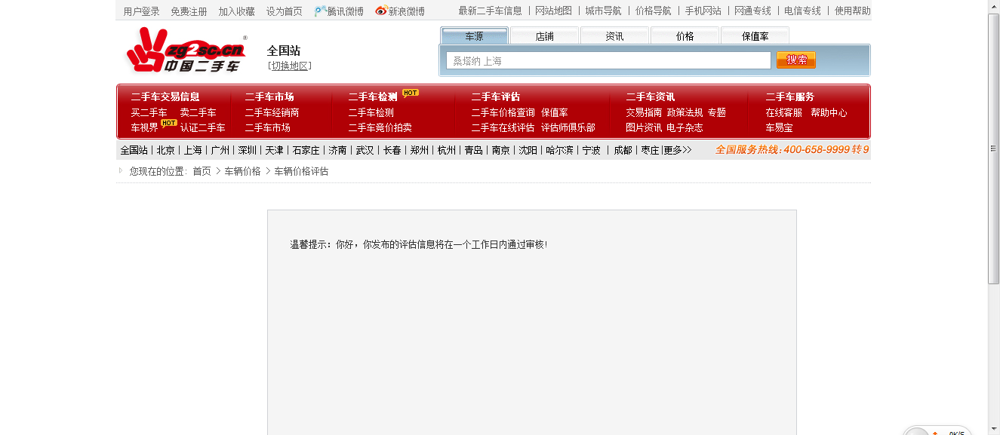 用户登录 免费注册 加入收藏 设为首页 腾讯微博 新浪微博 最新二手车信息 | 网站地图 | 城市导航 | 价格导航 | 手机网站 | 网通专线 | 电信专线 | 使用帮助
zg2sc.cn ®
中国二手车
全国站
[切换地区]
车源 店铺 资讯 价格 保值率
桑塔纳 上海 搜索
二手车交易信息 二手车市场 二手车检测 HOT 二手车评估 二手车资讯 二手车服务
买二手车 卖二手车 二手车经销商 二手车检测 二手车价格查询 保值率 交易指南 政策法规 专题 在线客服 帮助中心
车视界 HOT 认证二手车 二手车市场 二手车竞价拍卖 二手车在线评估 评估师俱乐部 图片资讯 电子杂志 车易宝
全国站 | 北京 | 上海 | 广州 | 深圳 | 天津 | 石家庄 | 济南 | 武汉 | 长春 | 郑州 | 杭州 | 青岛 | 南京 | 沈阳 | 哈尔滨 | 宁波 | 成都 | 枣庄 |更多>> 全国服务热线:400-658-9999转9
您现在的位置：首页 > 车辆价格 > 车辆价格评估
温馨提示：你好，你发布的评估信息将在一个工作日内通过审核!